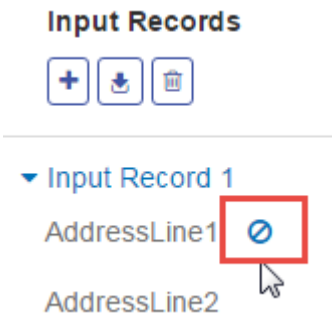 Input Records
Input Record 1
AddressLine1
AddressLine2